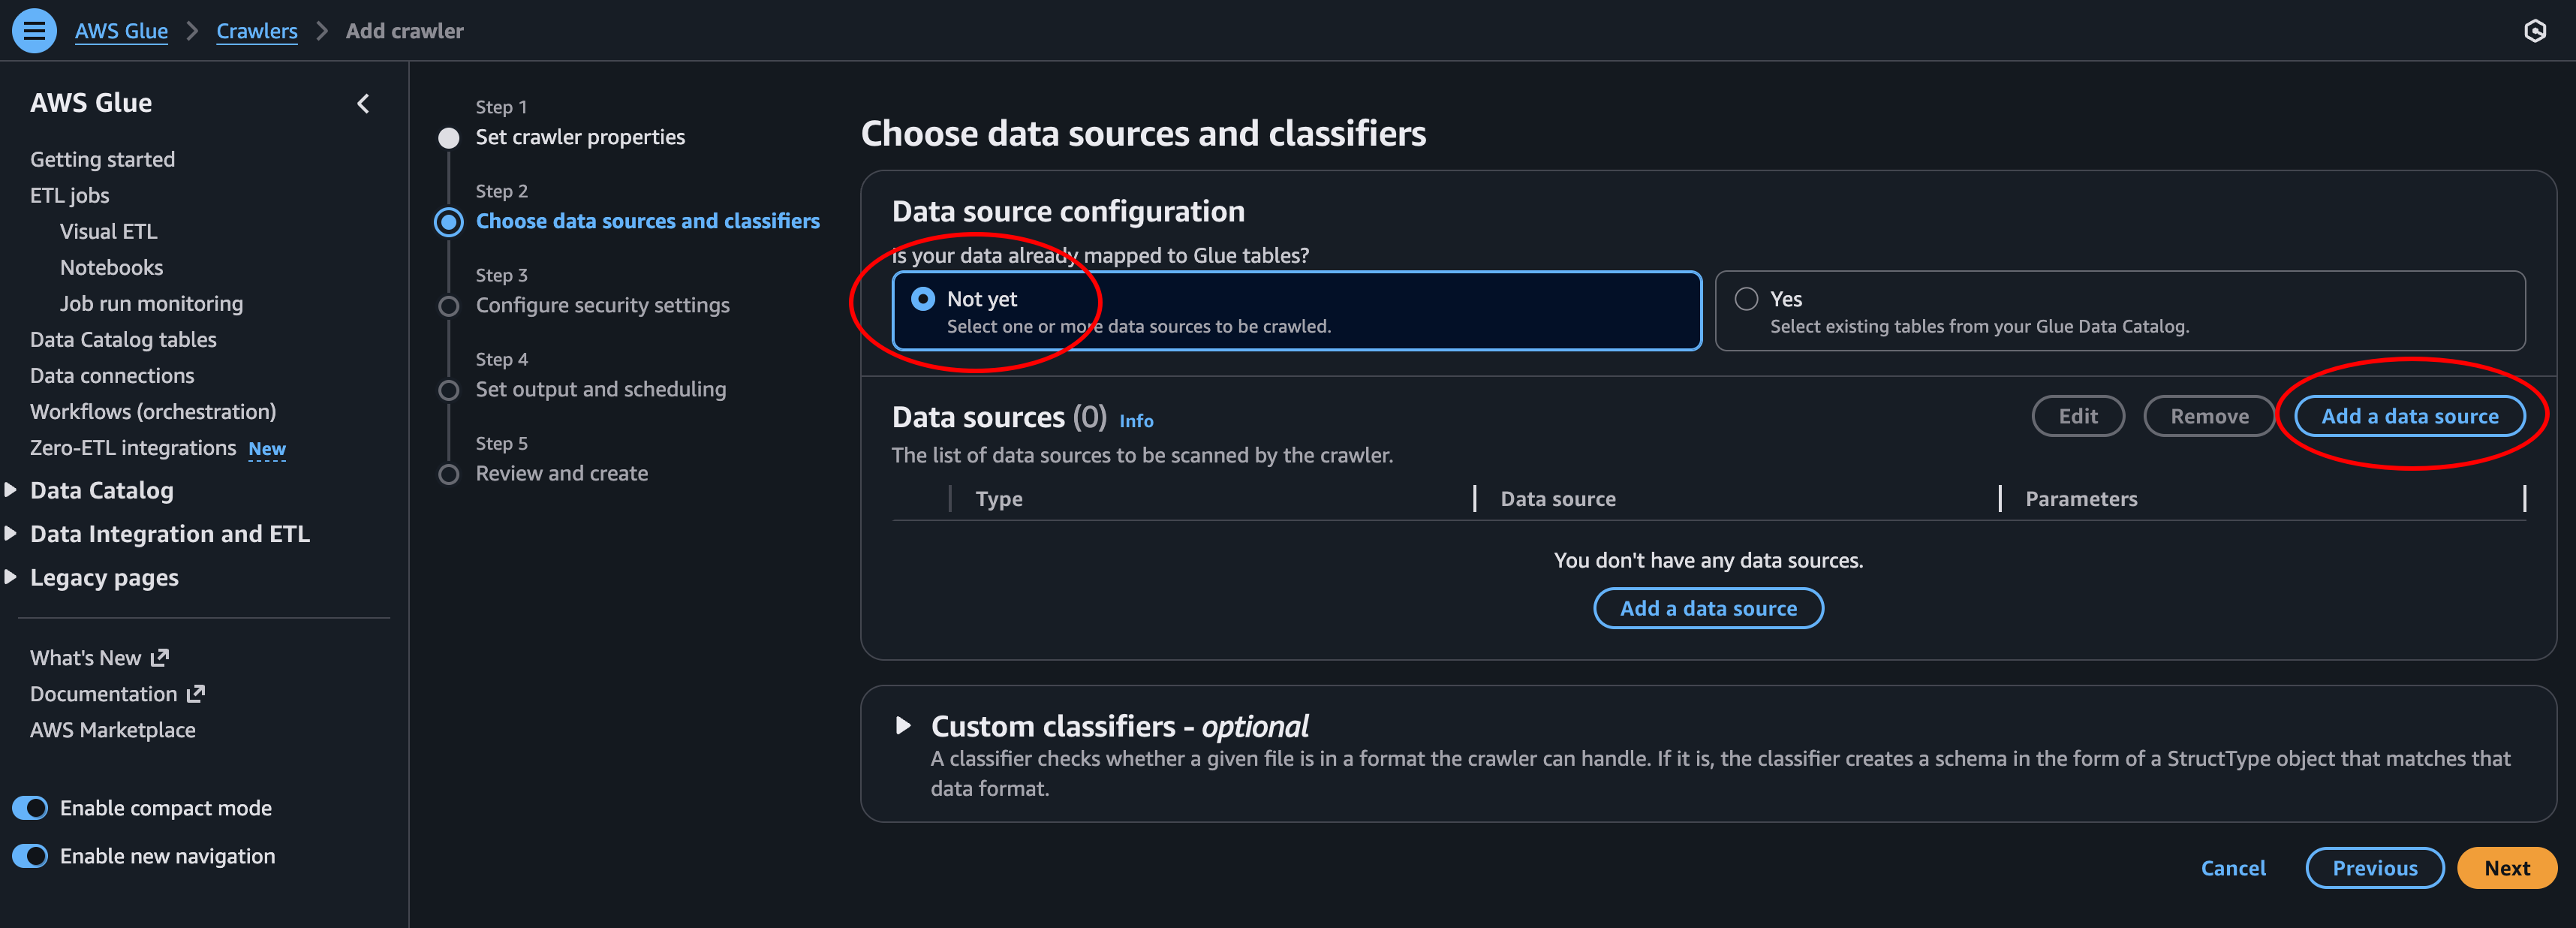 AWS Glue
Crawlers
Add crawler
AWS Glue
Getting started
ETL jobs
Visual ETL
Notebooks
Job run monitoring
Data Catalog tables
Data connections
Workflows (orchestration)
Zero-ETL integrations New
Data Catalog
Data Integration and ETL
Legacy pages
What's New
Documentation
AWS Marketplace
Enable compact mode
Enable new navigation
Step 1
Set crawler properties
Step 2
Choose data sources and classifiers
Step 3
Configure security settings
Step 4
Set output and scheduling
Step 5
Review and create
Choose data sources and classifiers
Data source configuration
Is your data already mapped to Glue tables?
Not yet
Select one or more data sources to be crawled.
Yes
Select existing tables from your Glue Data Catalog.
Data sources (0) Info
Edit
Remove
Add a data source
The list of data sources to be scanned by the crawler.
Type
Data source
Parameters
You don't have any data sources.
Add a data source
Custom classifiers - optional
A classifier checks whether a given file is in a format the crawler can handle. If it is, the classifier creates a schema in the form of a StructType object that matches that
data format.
Cancel
Previous
Next